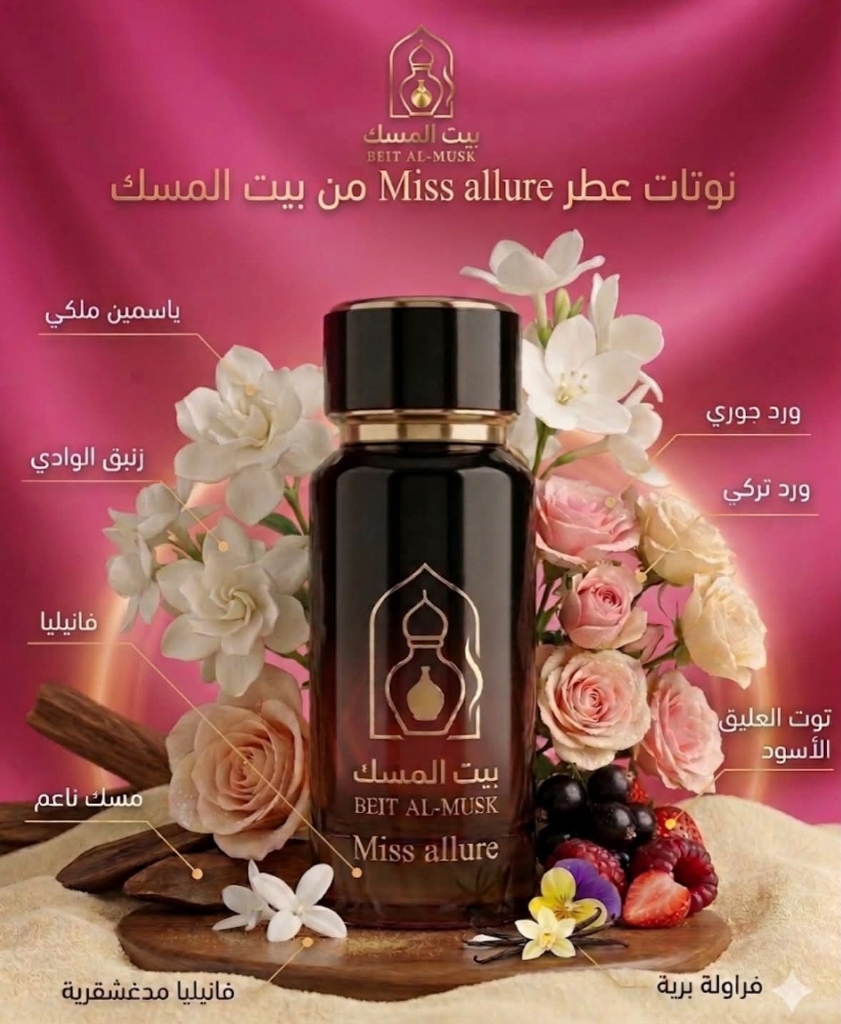 بيت المسك
BEIT AL-MUSK
نوتات عطر Miss allure من بيت المسك
ياسمين ملكي
ورد جوري
زنبق الوادي
ورد تركي
فانيليا
توت العليق
الأسود
مسك ناعم
بيت المسك
BEIT AL-MUSK
Miss allure
فانيليا مدغشقرية
فراولة برية